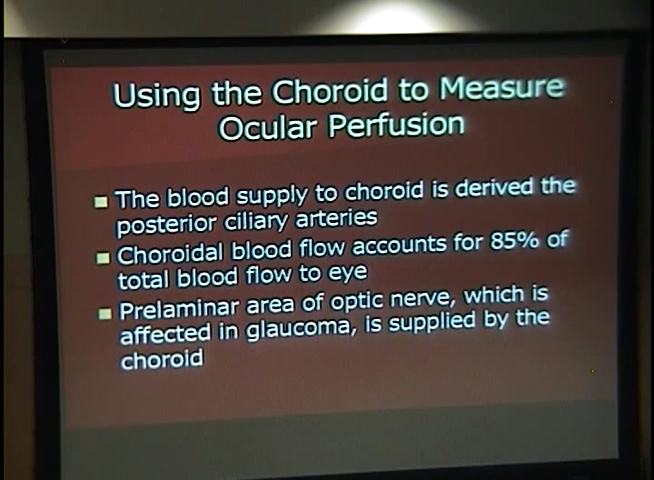 Using the Choroid to Measure
Ocular Perfusion
The blood supply to choroid is derived the
posterior ciliary arteries
Choroidal blood flow accounts for 85% of
total blood flow to eye
Prelaminar area of optic nerve, which is
affected in glaucoma, is supplied by the
choroid